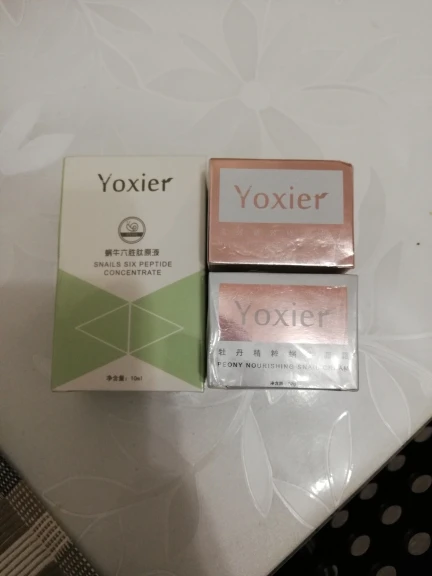 Yoxier
蜗牛六胜肽原液
SNAILS SIX PEPTIDE
CONCENTRATE
净含量: 10ml
Yoxier
Yoxier
牡丹精粹
PEONY NOURISHING